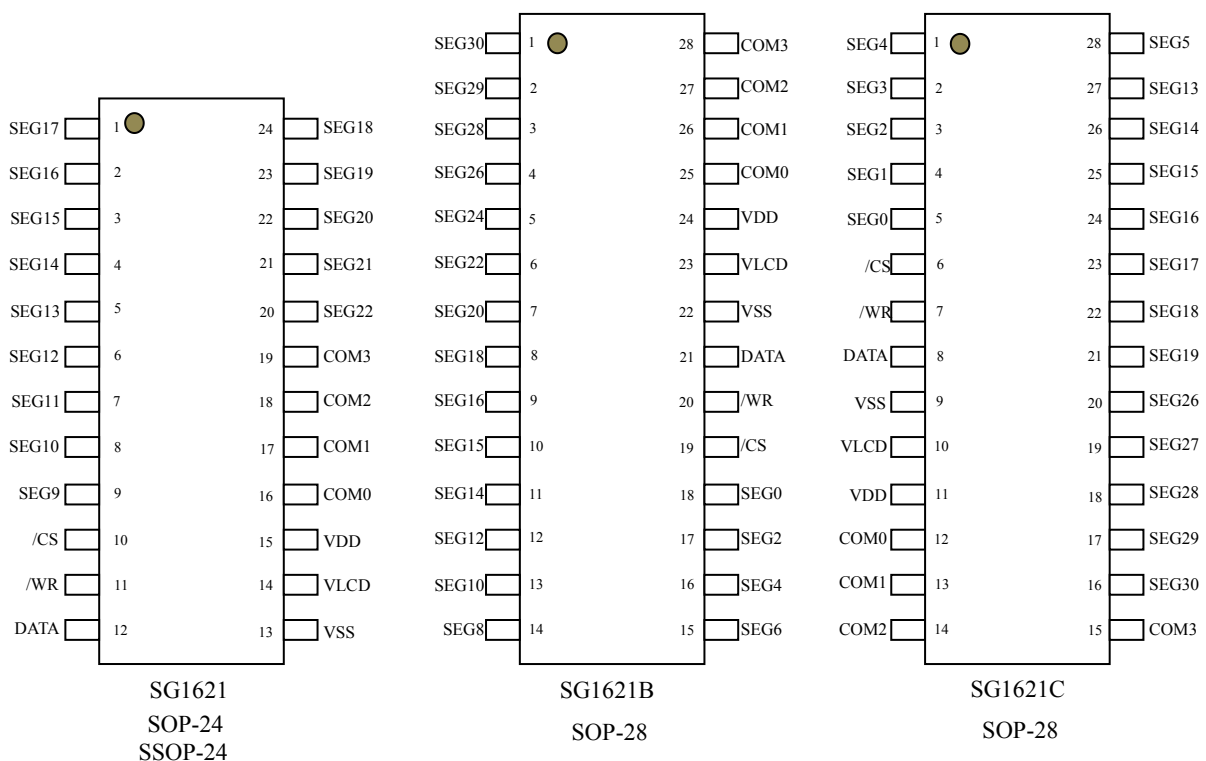 SEG17 1 24 SEG18
SEG16 2 23 SEG19
SEG15 3 22 SEG20
SEG14 4 21 SEG21
SEG13 5 20 SEG22
SEG12 6 19 COM3
SEG11 7 18 COM2
SEG10 8 17 COM1
SEG9 9 16 COM0
/CS 10 15 VDD
/WR 11 14 VLCD
DATA 12 13 VSS
SG1621
SOP-24
SSOP-24
SEG30 1 28 COM3
SEG29 2 27 COM2
SEG28 3 26 COM1
SEG26 4 25 COM0
SEG24 5 24 VDD
SEG22 6 23 VLCD
SEG20 7 22 VSS
SEG18 8 21 DATA
SEG16 9 20 /WR
SEG15 10 19 /CS
SEG14 11 18 SEG0
SEG12 12 17 SEG2
SEG10 13 16 SEG4
SEG8 14 15 SEG6
SG1621B
SOP-28
SEG4 1 28 SEG5
SEG3 2 27 SEG13
SEG2 3 26 SEG14
SEG1 4 25 SEG15
SEG0 5 24 SEG16
/CS 6 23 SEG17
/WR 7 22 SEG18
DATA 8 21 SEG19
VSS 9 20 SEG26
VLCD 10 19 SEG27
VDD 11 18 SEG28
COM0 12 17 SEG29
COM1 13 16 SEG30
COM2 14 15 COM3
SG1621C
SOP-28